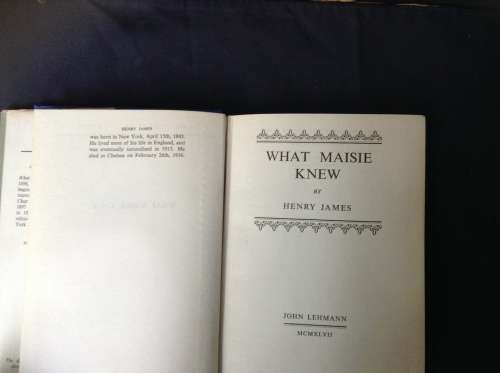 HENRY JAMES
was born in New York, April 15th, 1843.
He lived most of his life in England, and
was eventually naturalised in 1915. He
died at Chelsea on February 28th, 1916.
WHAT MAISIE
KNEW
BY
HENRY JAMES
JOHN LEHMANN
MCMXLVII